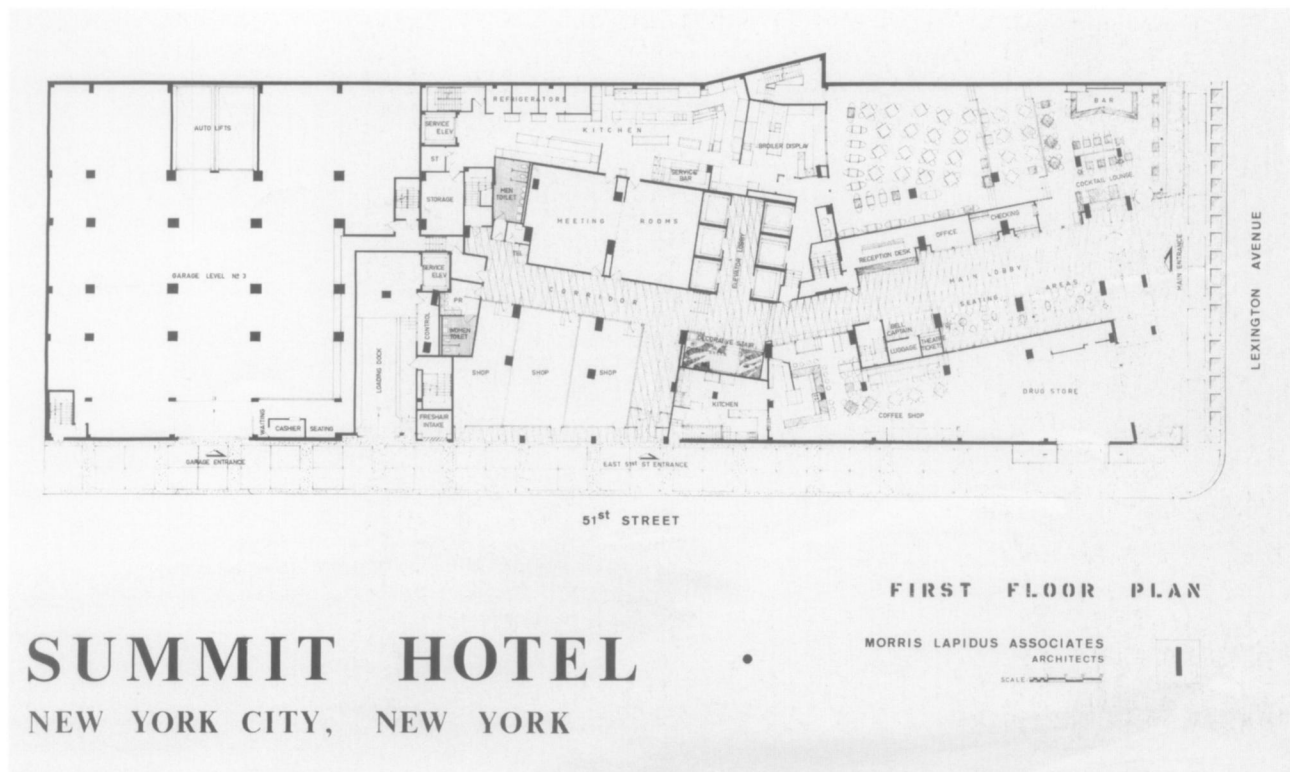 AUTO LIFTS
REFRIGERATORS
SERVICE
ELEV
KITCHEN
BROILER DISPLAY
BAR
ST
SERVICE
BAR
COCKTAIL LOUNGE
MEN
TOILET
STORAGE
MEETING ROOMS
CHECKING
OFFICE
RECEPTION DESK
ELEVATOR LOBBY
TEL
GARAGE LEVEL No 3
SERVICE
ELEV
CORRIDOR
MAIN LOBBY
SEATING AREAS
MAIN ENTRANCE
LEXINGTON AVENUE
PR
WOMEN
TOILET
CONTROL
LOADING DOCK
BELL
CAPTAIN
LUGGAGE
THEATRE
TICKETS
DECORATIVE STAIR
SHOP
SHOP
SHOP
KITCHEN
DRUG STORE
COFFEE SHOP
FRESH AIR
INTAKE
WAITING
CASHIER
SEATING
GARAGE ENTRANCE
EAST 51st ST ENTRANCE
51st STREET
FIRST FLOOR PLAN
SUMMIT HOTEL
NEW YORK CITY, NEW YORK
MORRIS LAPIDUS ASSOCIATES
ARCHITECTS
SCALE
1